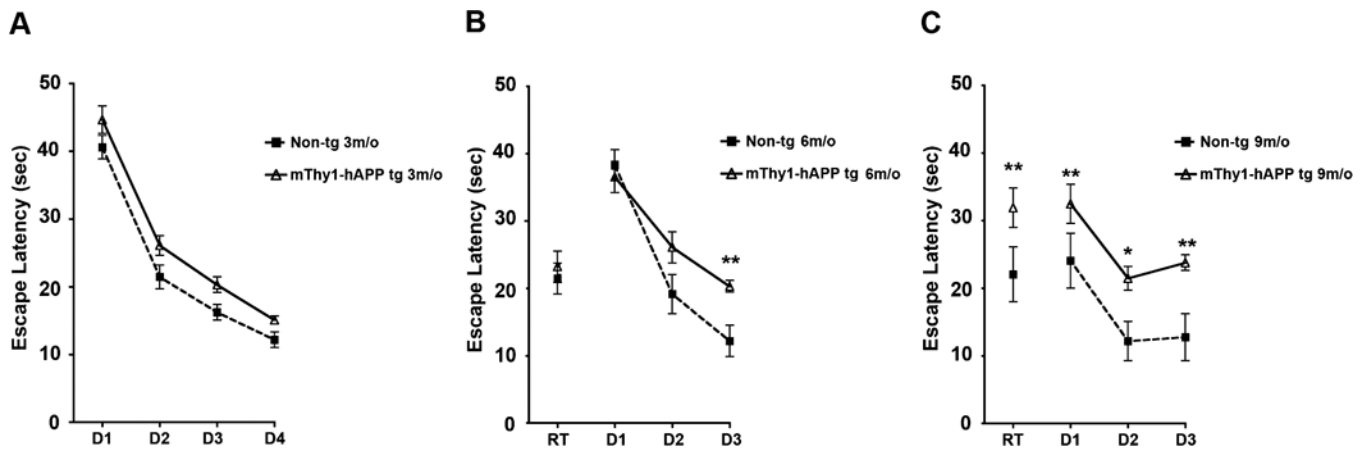 A
Escape Latency (sec)
50
40
30
20
10
0
D1 D2 D3 D4
Non-tg 3m/o
mThy1-hAPP tg 3m/o
B
Escape Latency (sec)
50
40
30
20
10
0
RT D1 D2 D3
Non-tg 6m/o
mThy1-hAPP tg 6m/o
**
C
Escape Latency (sec)
50
40
30
20
10
0
RT D1 D2 D3
Non-tg 9m/o
mThy1-hAPP tg 9m/o
** ** * **